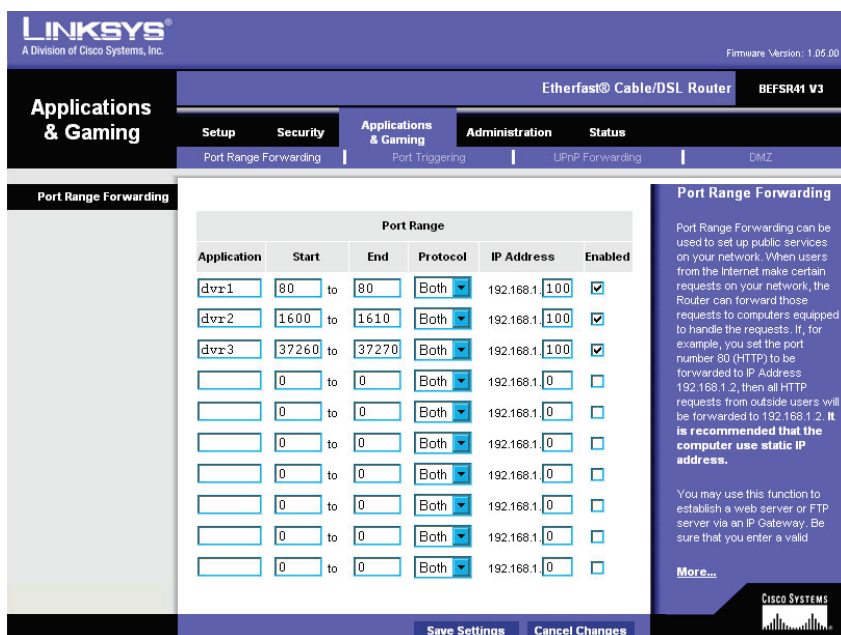 LINKSYS®
A Division of Cisco Systems, Inc.
Firmware Version: 1.05.00
Etherfast® Cable/DSL Router
BEFSR41 V3
Applications
& Gaming
Setup
Security
Applications
& Gaming
Administration
Status
Port Range Forwarding
Port Triggering
UPnP Forwarding
DMZ
Port Range Forwarding
Port Range
Application Start End Protocol IP Address Enabled
dvr1 80 to 80 Both 192.168.1.100
dvr2 1600 to 1610 Both 192.168.1.100
dvr3 37260 to 37270 Both 192.168.1.100
0 to 0 Both 192.168.1.0
0 to 0 Both 192.168.1.0
0 to 0 Both 192.168.1.0
0 to 0 Both 192.168.1.0
0 to 0 Both 192.168.1.0
0 to 0 Both 192.168.1.0
0 to 0 Both 192.168.1.0
Port Range Forwarding
Port Range Forwarding can be
used to set up public services
on your network. When users
from the Internet make certain
requests on your network, the
Router can forward those
requests to computers equipped
to handle the requests. If, for
example, you set the port
number 80 (HTTP) to be
forwarded to IP Address
192.168.1.2, then all HTTP
requests from outside users will
be forwarded to 192.168.1.2. It
is recommended that the
computer use static IP
address.
You may use this function to
establish a web server or FTP
server via an IP Gateway. Be
sure that you enter a valid
More...
Save Settings
Cancel Changes
CISCO SYSTEMS